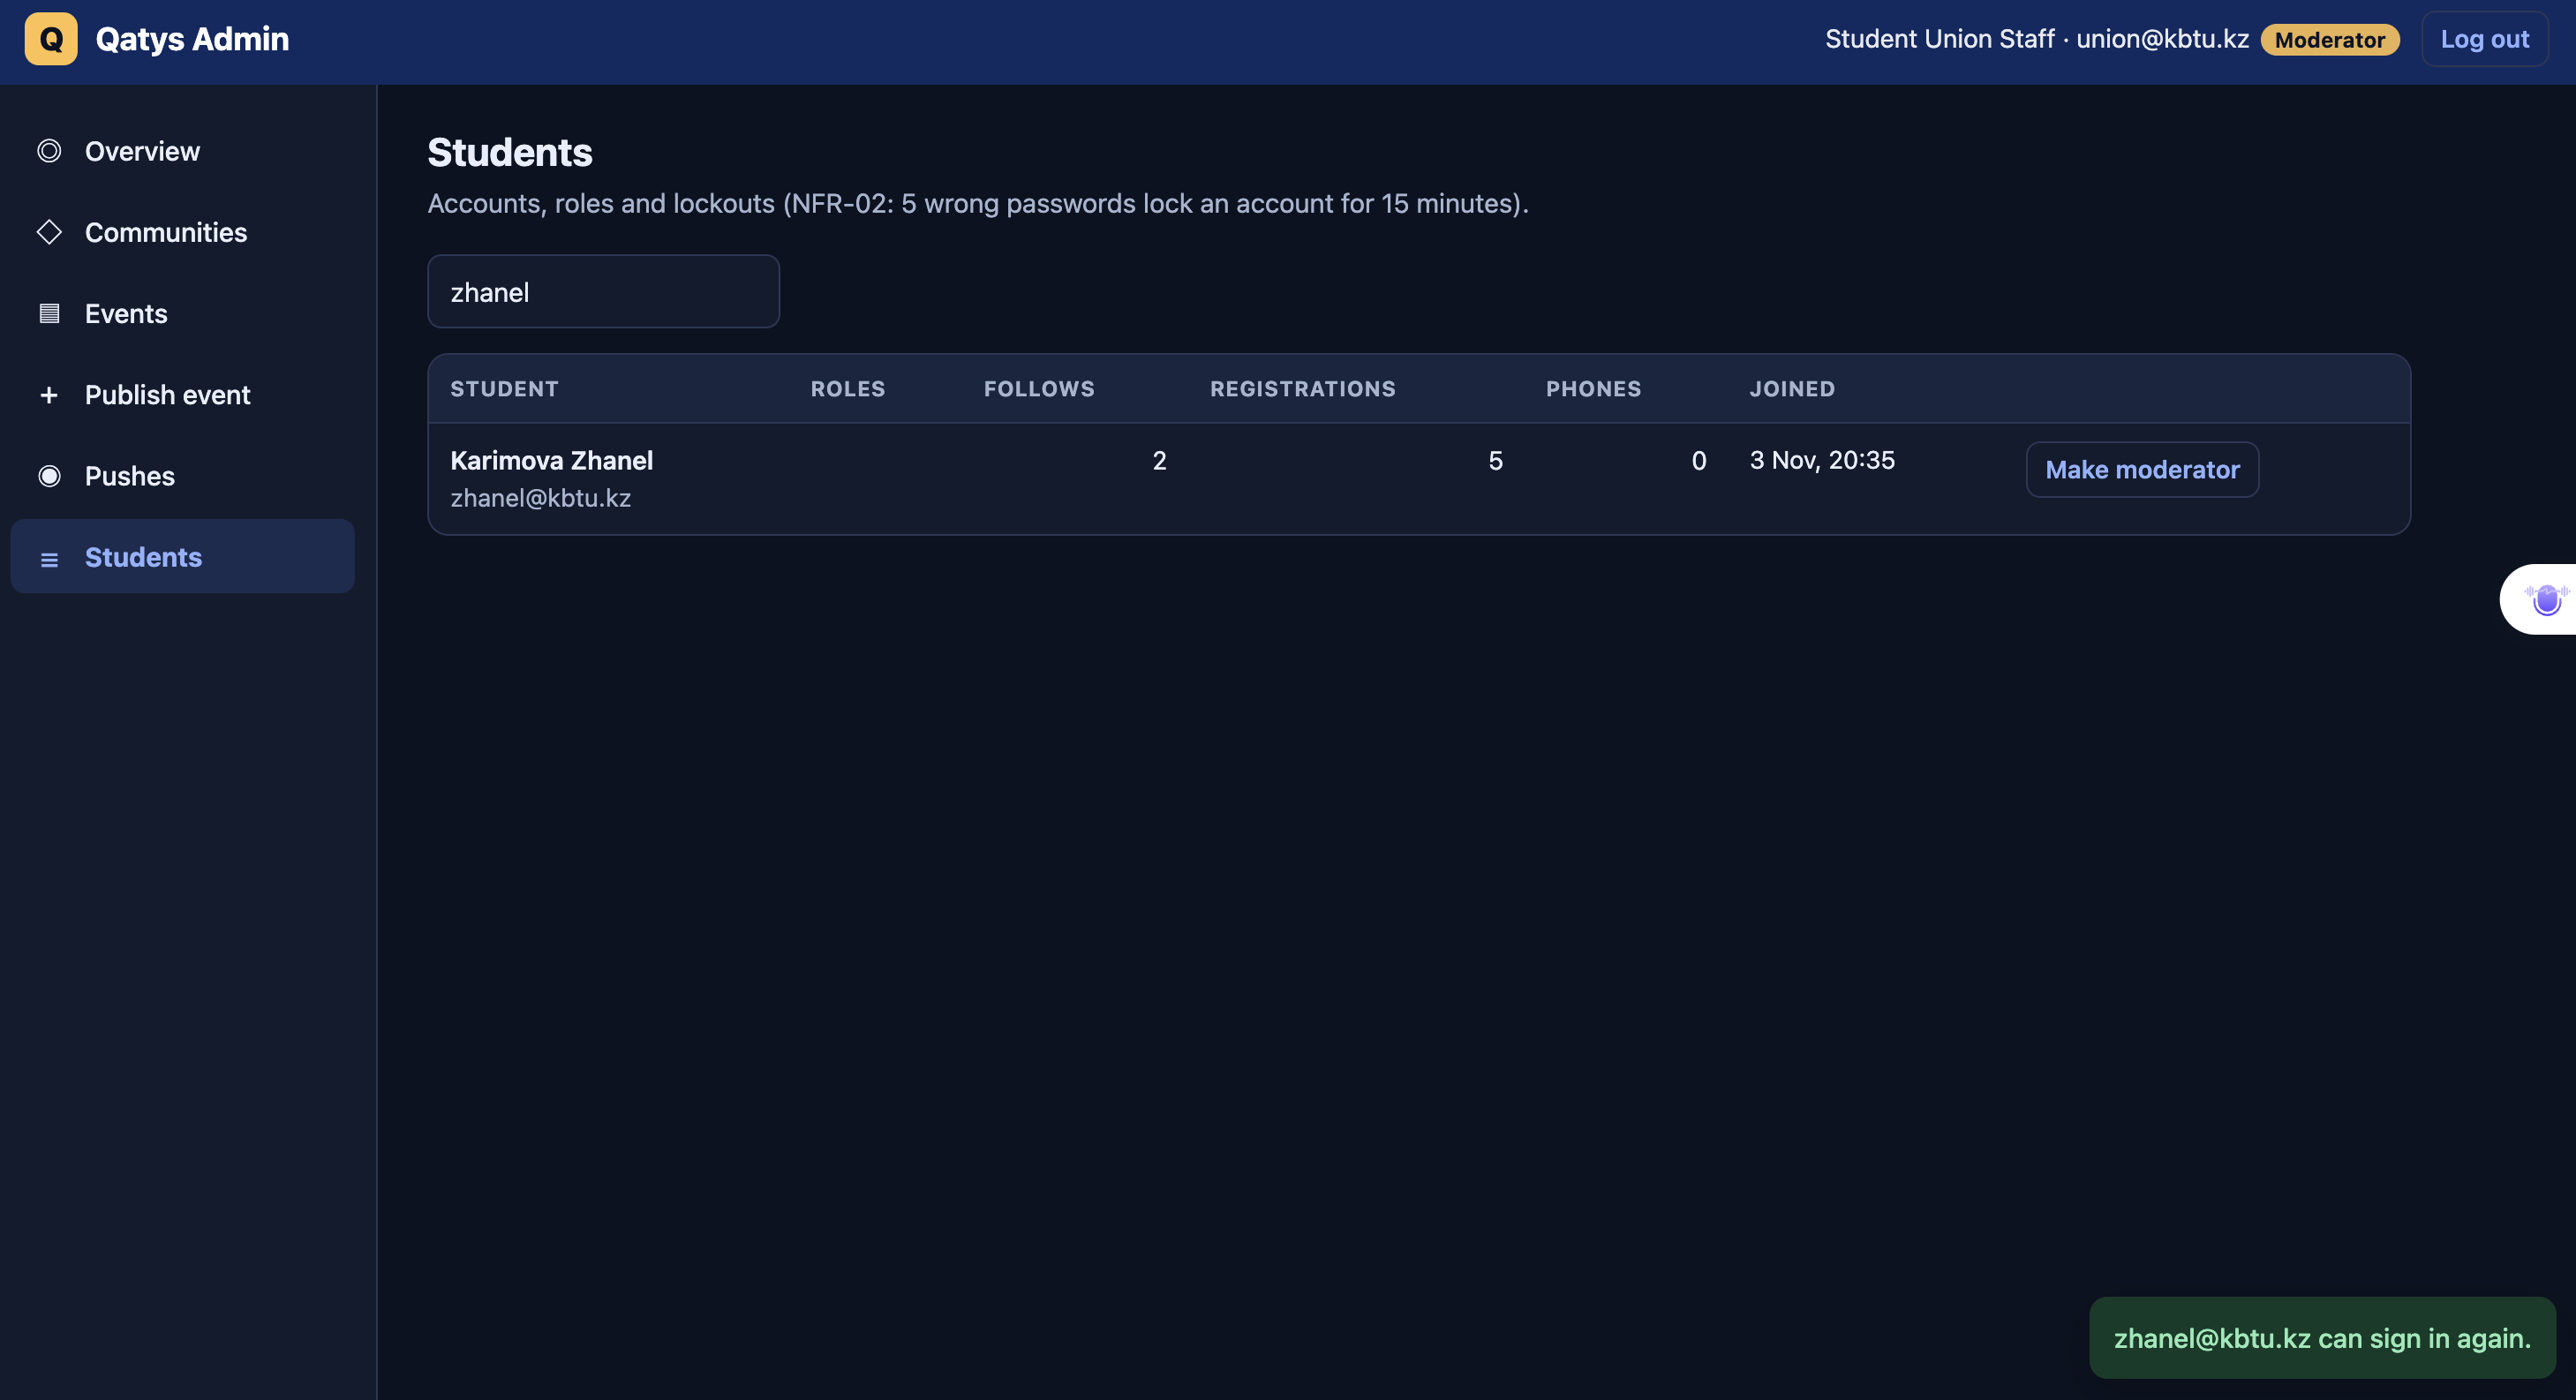 Q Qatys Admin
Student Union Staff · union@kbtu.kz Moderator Log out
Overview
Communities
Events
+ Publish event
Pushes
Students
Students
Accounts, roles and lockouts (NFR-02: 5 wrong passwords lock an account for 15 minutes).
zhanel
STUDENT ROLES FOLLOWS REGISTRATIONS PHONES JOINED
Karimova Zhanel 2 5 0 3 Nov, 20:35 Make moderator
zhanel@kbtu.kz
zhanel@kbtu.kz can sign in again.